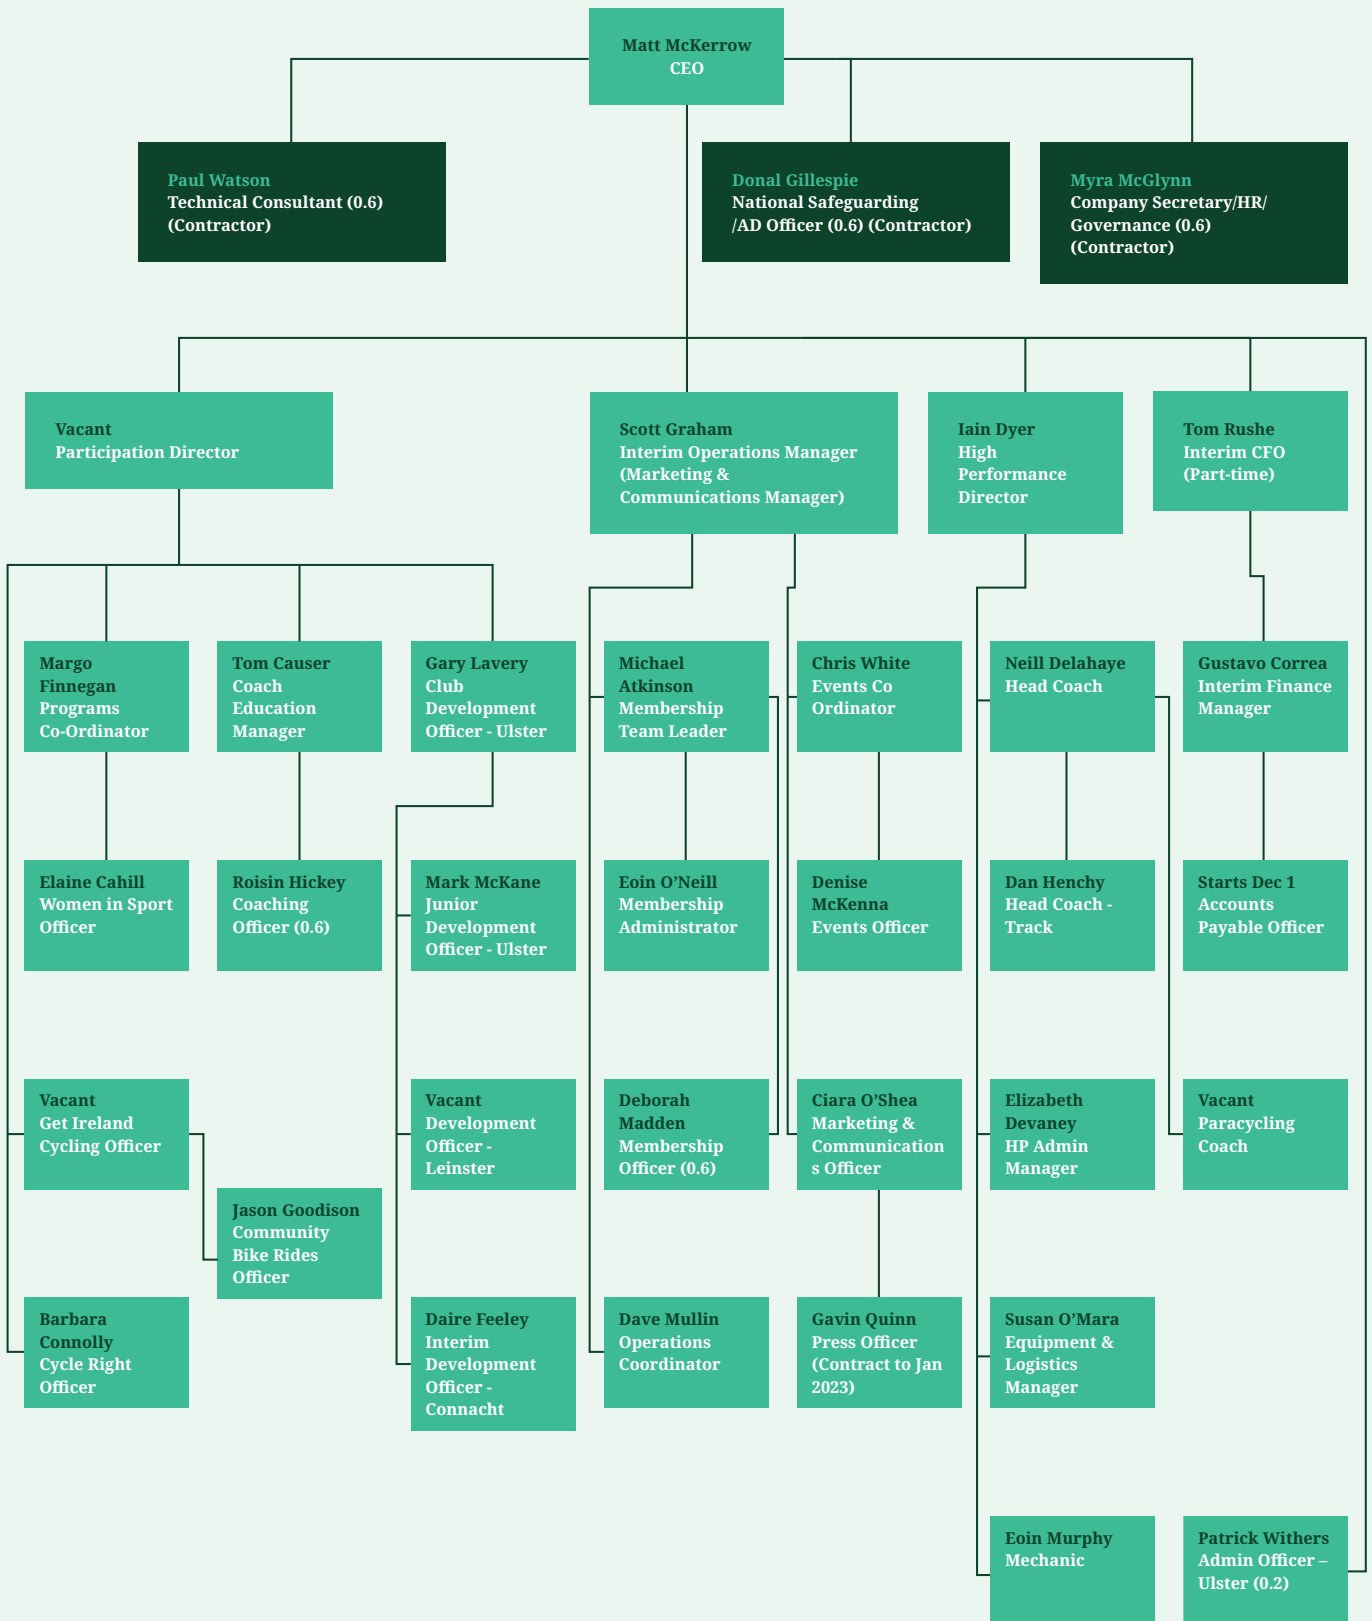 Matt McKerrow
CEO
Paul Watson
Technical Consultant (0.6)
(Contractor)
Donal Gillespie
National Safeguarding
/AD Officer (0.6) (Contractor)
Myra McGlynn
Company Secretary/HR/
Governance (0.6)
(Contractor)
Vacant
Participation Director
Scott Graham
Interim Operations Manager
(Marketing &
Communications Manager)
Iain Dyer
High
Performance
Director
Tom Rushe
Interim CFO
(Part-time)
Margo
Finnegan
Programs
Co-Ordinator
Tom Causer
Coach
Education
Manager
Gary Lavery
Club
Development
Officer - Ulster
Michael
Atkinson
Membership
Team Leader
Chris White
Events Co
Ordinator
Neill Delahaye
Head Coach
Gustavo Correa
Interim Finance
Manager
Elaine Cahill
Women in Sport
Officer
Roisin Hickey
Coaching
Officer (0.6)
Mark McKane
Junior
Development
Officer - Ulster
Eoin O’Neill
Membership
Administrator
Denise
McKenna
Events Officer
Dan Henchy
Head Coach -
Track
Starts Dec 1
Accounts
Payable Officer
Vacant
Get Ireland
Cycling Officer
Vacant
Development
Officer -
Leinster
Deborah
Madden
Membership
Officer (0.6)
Ciara O’Shea
Marketing &
Communication
s Officer
Elizabeth
Devaney
HP Admin
Manager
Vacant
Paracycling
Coach
Jason Goodison
Community
Bike Rides
Officer
Barbara
Connolly
Cycle Right
Officer
Daire Feeley
Interim
Development
Officer -
Connacht
Dave Mullin
Operations
Coordinator
Gavin Quinn
Press Officer
(Contract to Jan
2023)
Susan O’Mara
Equipment &
Logistics
Manager
Eoin Murphy
Mechanic
Patrick Withers
Admin Officer –
Ulster (0.2)